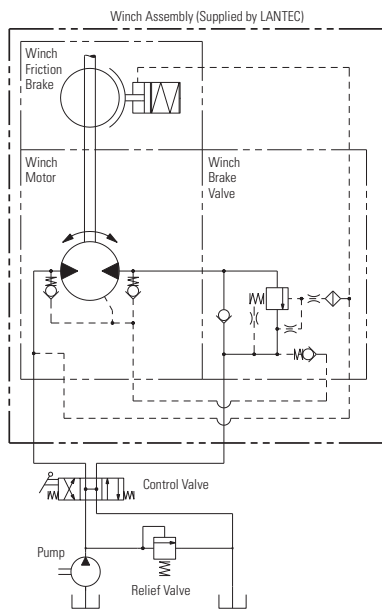 Winch Assembly (Supplied by LANTEC)
Winch
Friction
Brake
Winch
Motor
Winch
Brake
Valve
Control Valve
Pump
Relief Valve